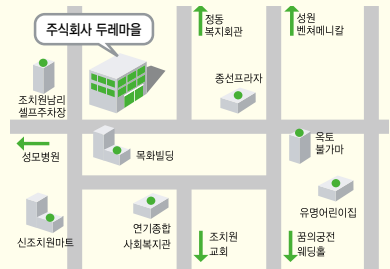 정동
복지회관
성원
벤쳐메니칼
주식회사 두레마을
종선프라자
조치원남리
셀프주차장
옥토
불가마
성모병원
목화빌딩
유명어린이집
신조치원마트
연기종합
사회복지관
조치원
교회
꿈의궁전
웨딩홀